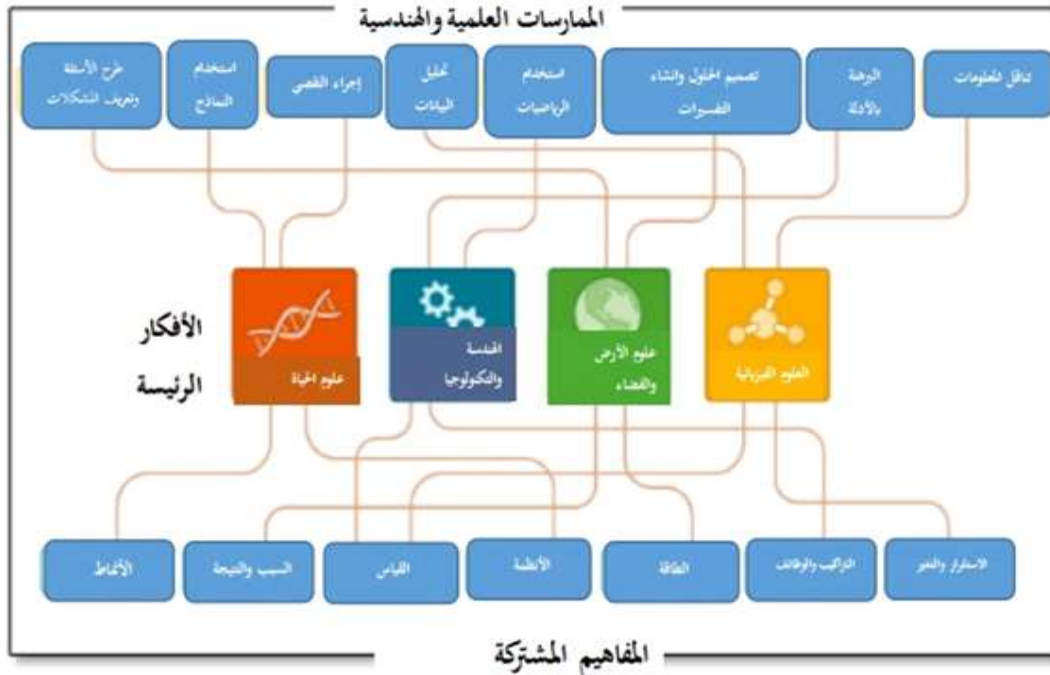 الممارسات العلمية والهندسية
تناقل المعلومات
البرهنة
بالأدلة
تصميم الحلول وانشاء
التفسيرات
استخدام
الرياضيات
تحليل
البيانات
إجراء التقصي
استخدام
النماذج
طرح الأسئلة
وتعريف المشكلات
الأفكار
الرئيسة
العلوم الفيزيائية
علوم الأرض
والفضاء
الهندسة
والتكنولوجيا
علوم الحياة
الاستقرار والتغير
التراكيب والوظائف
الطاقة
الأنظمة
القياس
السبب والنتيجة
الأنماط
المفاهيم المشتركة